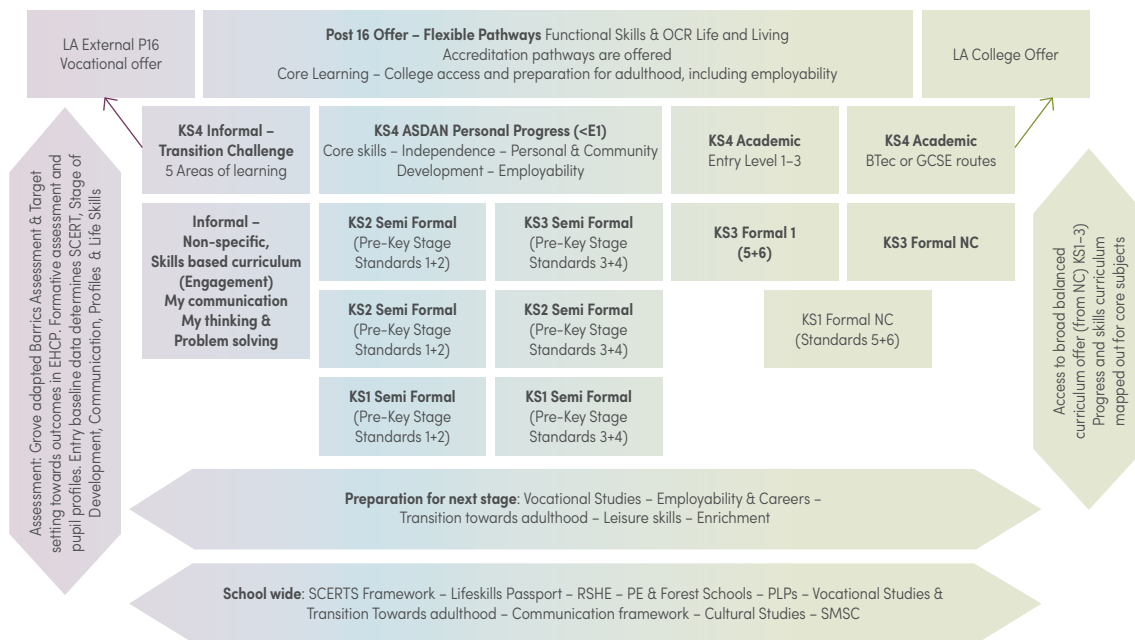 LA External P16
Vocational offer
Post 16 Offer – Flexible Pathways Functional Skills & OCR Life and Living
Accreditation pathways are offered
Core Learning – College access and preparation for adulthood, including employability
LA College Offer
KS4 Informal –
Transition Challenge
5 Areas of learning
KS4 ASDAN Personal Progress (<E1)
Core skills – Independence – Personal & Community
Development – Employability
KS4 Academic
Entry Level 1–3
KS4 Academic
BTec or GCSE routes
Informal –
Non-specific,
Skills based curriculum
(Engagement)
My communication
My thinking &
Problem solving
KS2 Semi Formal
(Pre-Key Stage
Standards 1+2)
KS3 Semi Formal
(Pre-Key Stage
Standards 3+4)
KS3 Formal 1
(5+6)
KS3 Formal NC
KS2 Semi Formal
(Pre-Key Stage
Standards 1+2)
KS2 Semi Formal
(Pre-Key Stage
Standards 3+4)
KS1 Formal NC
(Standards 5+6)
KS1 Semi Formal
(Pre-Key Stage
Standards 1+2)
KS1 Semi Formal
(Pre-Key Stage
Standards 3+4)
Assessment: Grove adapted Barrics Assessment & Target
setting towards outcomes in EHCP. Formative assessment and
pupil profiles. Entry baseline data determines SCERT, Stage of
Development, Communication, Profiles & Life Skills
Access to broad balanced
curriculum offer (from NC) KS1–3)
Progress and skills curriculum
mapped out for core subjects
Preparation for next stage: Vocational Studies – Employability & Careers –
Transition towards adulthood – Leisure skills – Enrichment
School wide: SCERTS Framework – Lifeskills Passport – RSHE – PE & Forest Schools – PLPs – Vocational Studies &
Transition Towards adulthood – Communication framework – Cultural Studies – SMSC